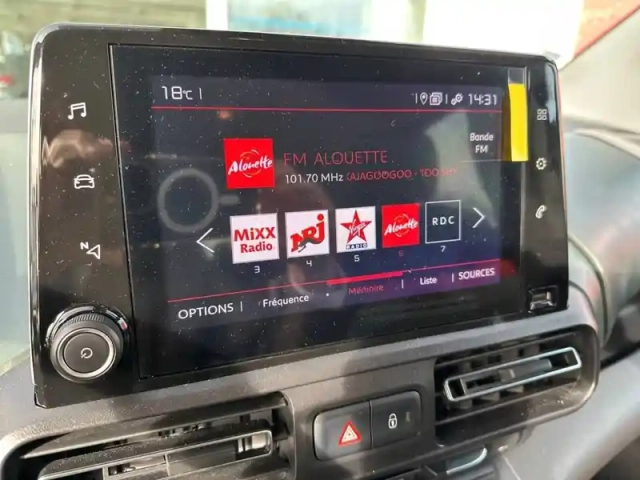 18°C
14:31
Alouette
FM ALOUETTE
Bande
FM
101.70 MHz
MiXX
Radio
NRJ
Virgin
RADIO
Alouette
RDC
3
4
5
6
7
OPTIONS
Fréquence
Mémoire
Liste
SOURCES
N